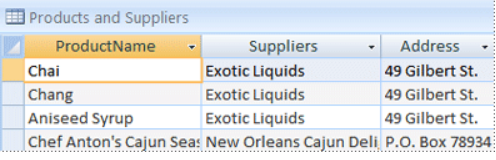 Products and Suppliers
ProductName Suppliers Address
Chai Exotic Liquids 49 Gilbert St.
Chang Exotic Liquids 49 Gilbert St.
Aniseed Syrup Exotic Liquids 49 Gilbert St.
Chef Anton's Cajun Seas New Orleans Cajun Deli P.O. Box 78934